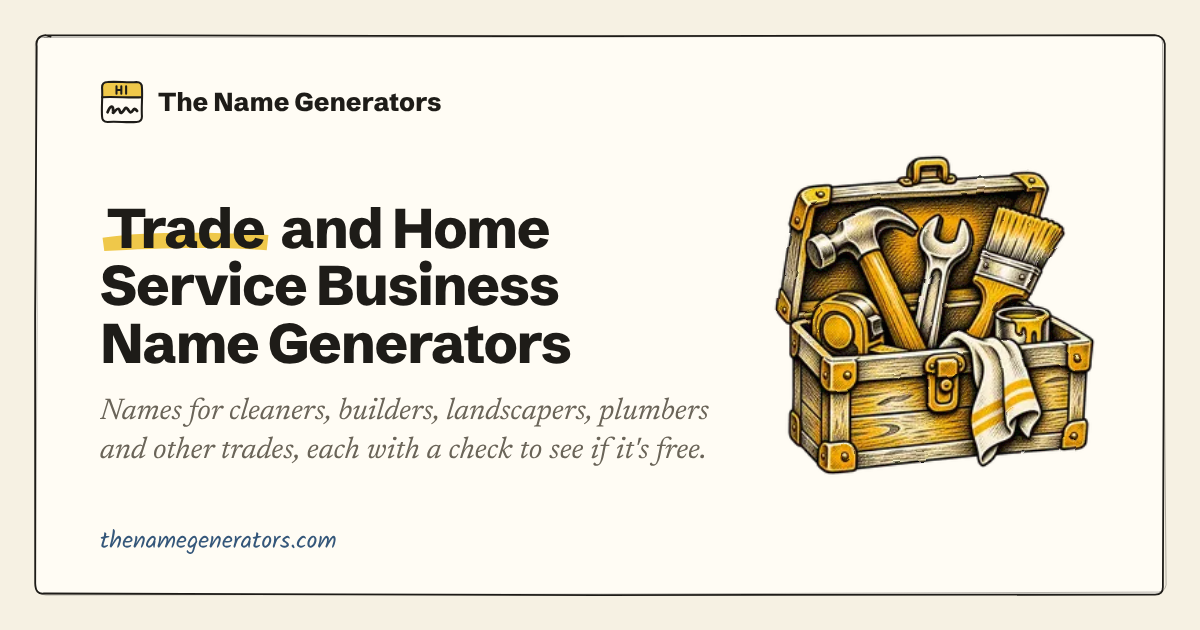 HI
The Name Generators
Trade and Home
Service Business
Name Generators
Names for cleaners, builders, landscapers, plumbers
and other trades, each with a check to see if it's free.
thenamegenerators.com